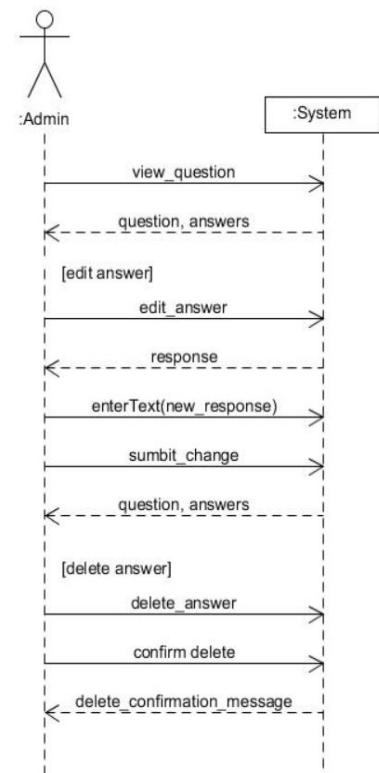 :Admin
:System
view_question
question, answers
[edit answer]
edit_answer
response
enterText(new_response)
sumbit_change
question, answers
[delete answer]
delete_answer
confirm delete
delete_confirmation_message